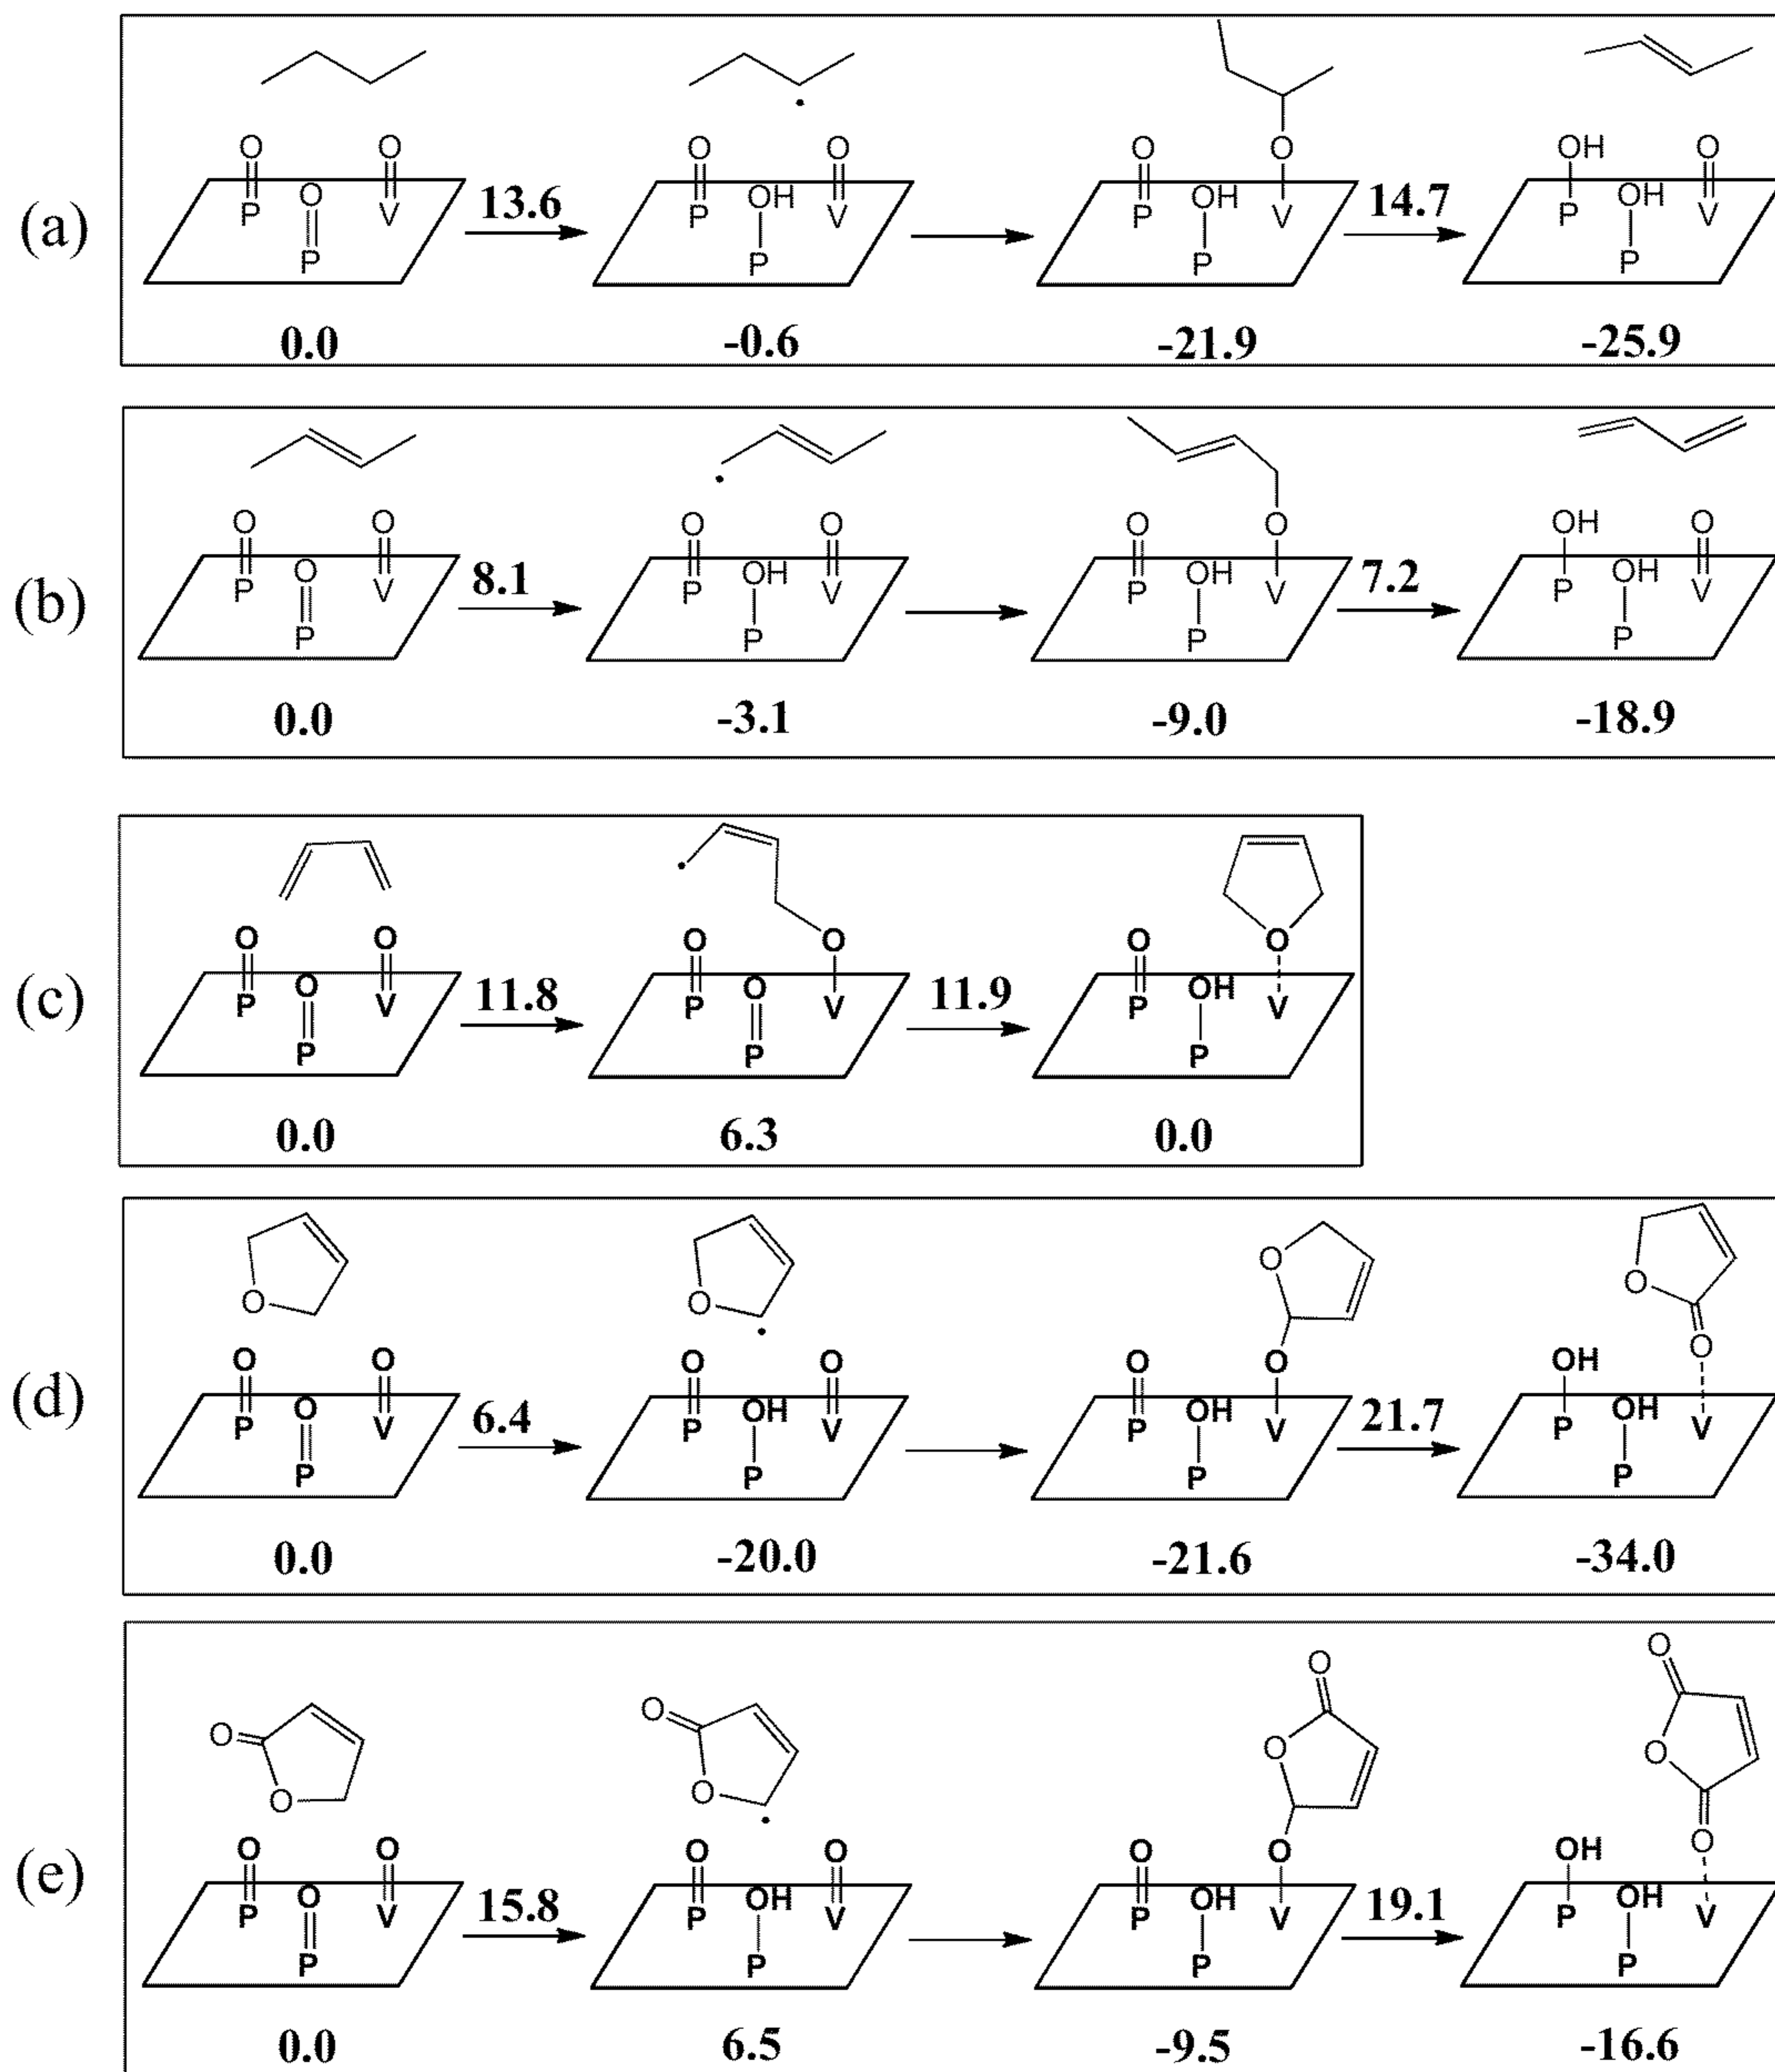 (a)
O O O O O O O OH O
O OH OH OH
P V 13.6 P V P V 14.7 P V
P P P P
0.0 -0.6 -21.9 -25.9
(b)
O O O O O O OH O
O OH OH OH
P V 8.1 P V P V 7.2 P V
P P P P
0.0 -3.1 -9.0 -18.9
(c)
O O O O O O
O O OH
P V 11.8 P V 11.9 P V
P P P
0.0 6.3 0.0
(d)
O O O O
O
O O O O O O OH
O OH OH OH
P V 6.4 P V P V 21.7 P V
P P P P
0.0 -20.0 -21.6 -34.0
(e)
O O
O O O O
O O O
O O O O O O OH O
O OH OH OH
P V 15.8 P V P V 19.1 P V
P P P P
0.0 6.5 -9.5 -16.6